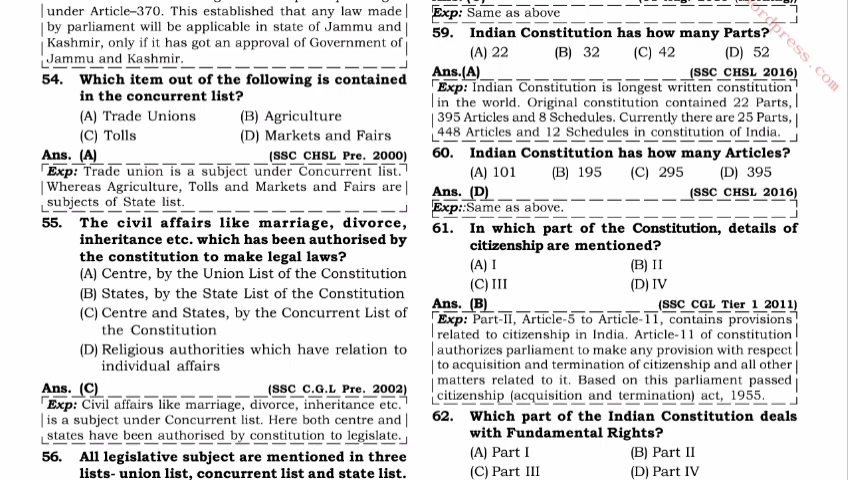 under Article–370. This established that any law made
by parliament will be applicable in state of Jammu and
Kashmir, only if it has got an approval of Government of
Jammu and Kashmir.
54. Which item out of the following is contained
in the concurrent list?
(A) Trade Unions (B) Agriculture
(C) Tolls (D) Markets and Fairs
Ans. (A) (SSC CHSL Pre. 2000)
Exp: Trade union is a subject under Concurrent list.
Whereas Agriculture, Tolls and Markets and Fairs are
subjects of State list.
55. The civil affairs like marriage, divorce,
inheritance etc. which has been authorised by
the constitution to make legal laws?
(A) Centre, by the Union List of the Constitution
(B) States, by the State List of the Constitution
(C) Centre and States, by the Concurrent List of
the Constitution
(D) Religious authorities which have relation to
individual affairs
Ans. (C) (SSC C.G.L Pre. 2002)
Exp: Civil affairs like marriage, divorce, inheritance etc.
is a subject under Concurrent list. Here both centre and
states have been authorised by constitution to legislate.
56. All legislative subject are mentioned in three
lists- union list, concurrent list and state list.
Exp: Same as above
59. Indian Constitution has how many Parts?
(A) 22 (B) 32 (C) 42 (D) 52
Ans.(A) (SSC CHSL 2016)
Exp: Indian Constitution is longest written constitution
in the world. Original constitution contained 22 Parts,
395 Articles and 8 Schedules. Currently there are 25 Parts,
448 Articles and 12 Schedules in constitution of India.
60. Indian Constitution has how many Articles?
(A) 101 (B) 195 (C) 295 (D) 395
Ans. (D) (SSC CHSL 2016)
Exp::Same as above.
61. In which part of the Constitution, details of
citizenship are mentioned?
(A) I (B) II
(C) III (D) IV
Ans. (B) (SSC CGL Tier 1 2011)
Exp: Part-II, Article-5 to Article-11, contains provisions
related to citizenship in India. Article-11 of constitution
authorizes parliament to make any provision with respect
to acquisition and termination of citizenship and all other
matters related to it. Based on this parliament passed
citizenship (acquisition and termination) act, 1955.
62. Which part of the Indian Constitution deals
with Fundamental Rights?
(A) Part I (B) Part II
(C) Part III (D) Part IV
ordpress.com